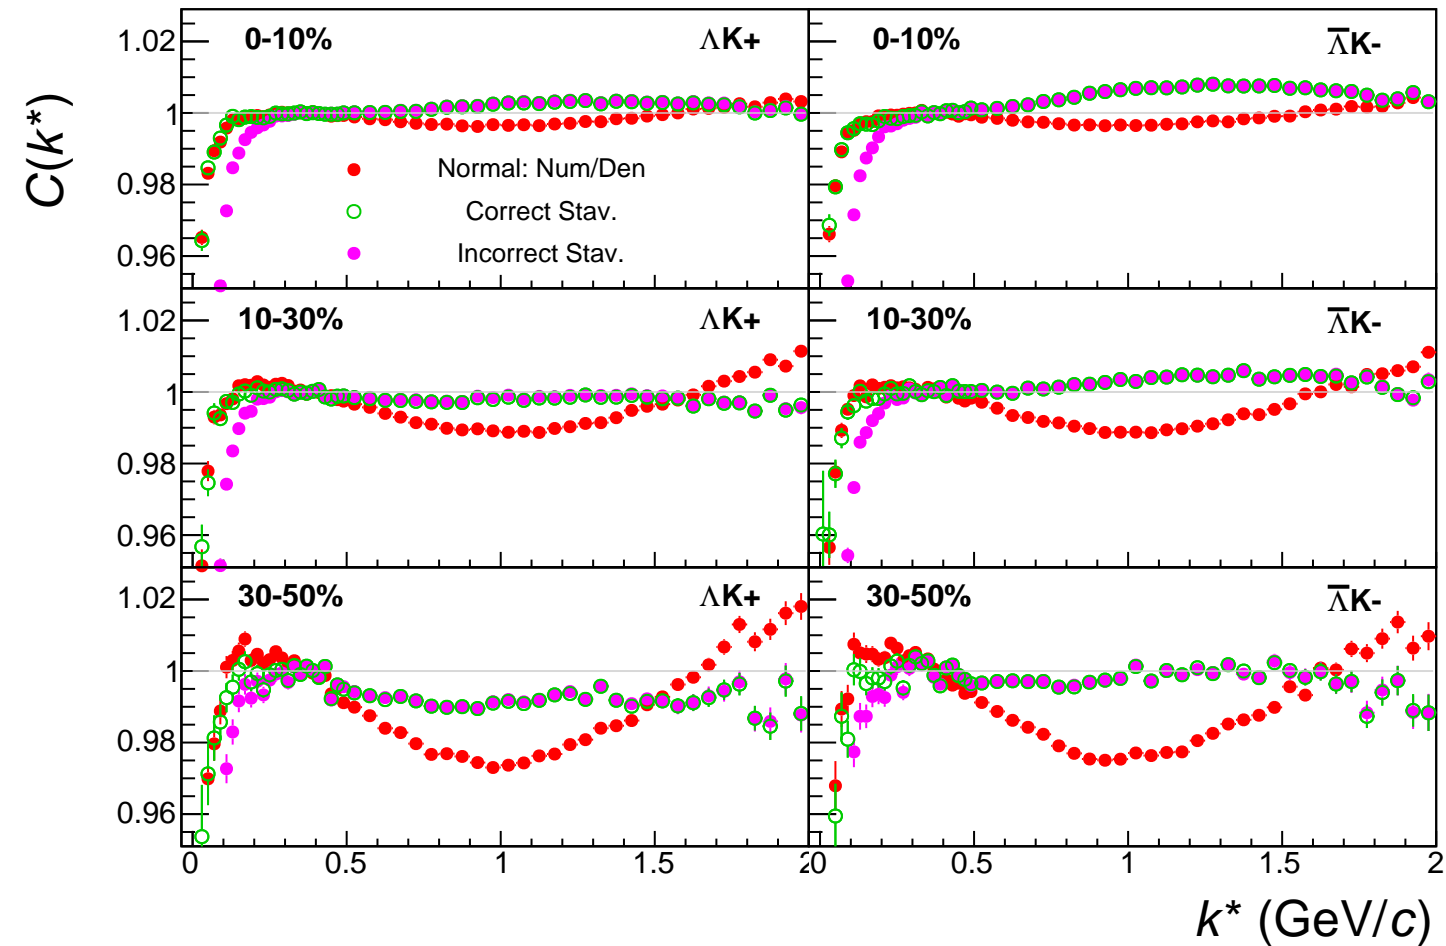 C(k*)
0-10%
ΛK+
1.02
1
0.98
0.96
Normal: Num/Den
Correct Stav.
Incorrect Stav.
0-10%
Λ̅K-
10-30%
ΛK+
1.02
1
0.98
0.96
10-30%
Λ̅K-
30-50%
ΛK+
1.02
1
0.98
0.96
30-50%
Λ̅K-
0 0.5 1 1.5 2
0 0.5 1 1.5 2
k* (GeV/c)